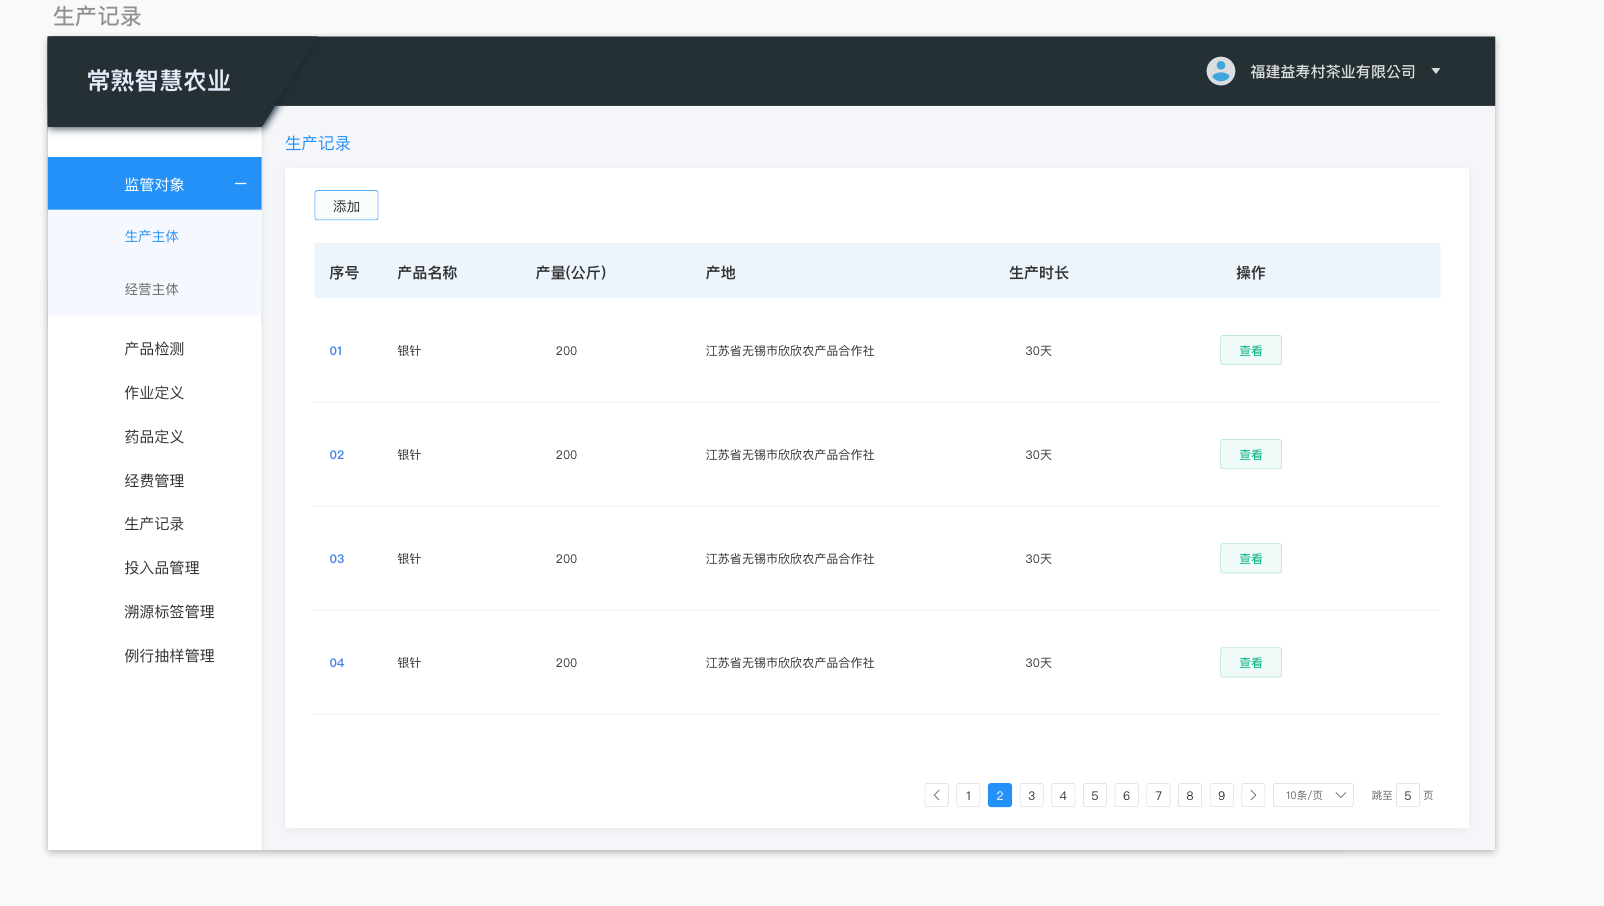 生产记录
常熟智慧农业
福建益寿村茶业有限公司
监管对象
生产主体
经营主体
产品检测
作业定义
药品定义
经费管理
生产记录
投入品管理
溯源标签管理
例行抽样管理
生产记录
添加
序号 产品名称 产量(公斤) 产地 生产时长 操作
01 银针 200 江苏省无锡市欣欣农产品合作社 30天 查看
02 银针 200 江苏省无锡市欣欣农产品合作社 30天 查看
03 银针 200 江苏省无锡市欣欣农产品合作社 30天 查看
04 银针 200 江苏省无锡市欣欣农产品合作社 30天 查看
1 2 3 4 5 6 7 8 9 10条/页 跳至 5 页